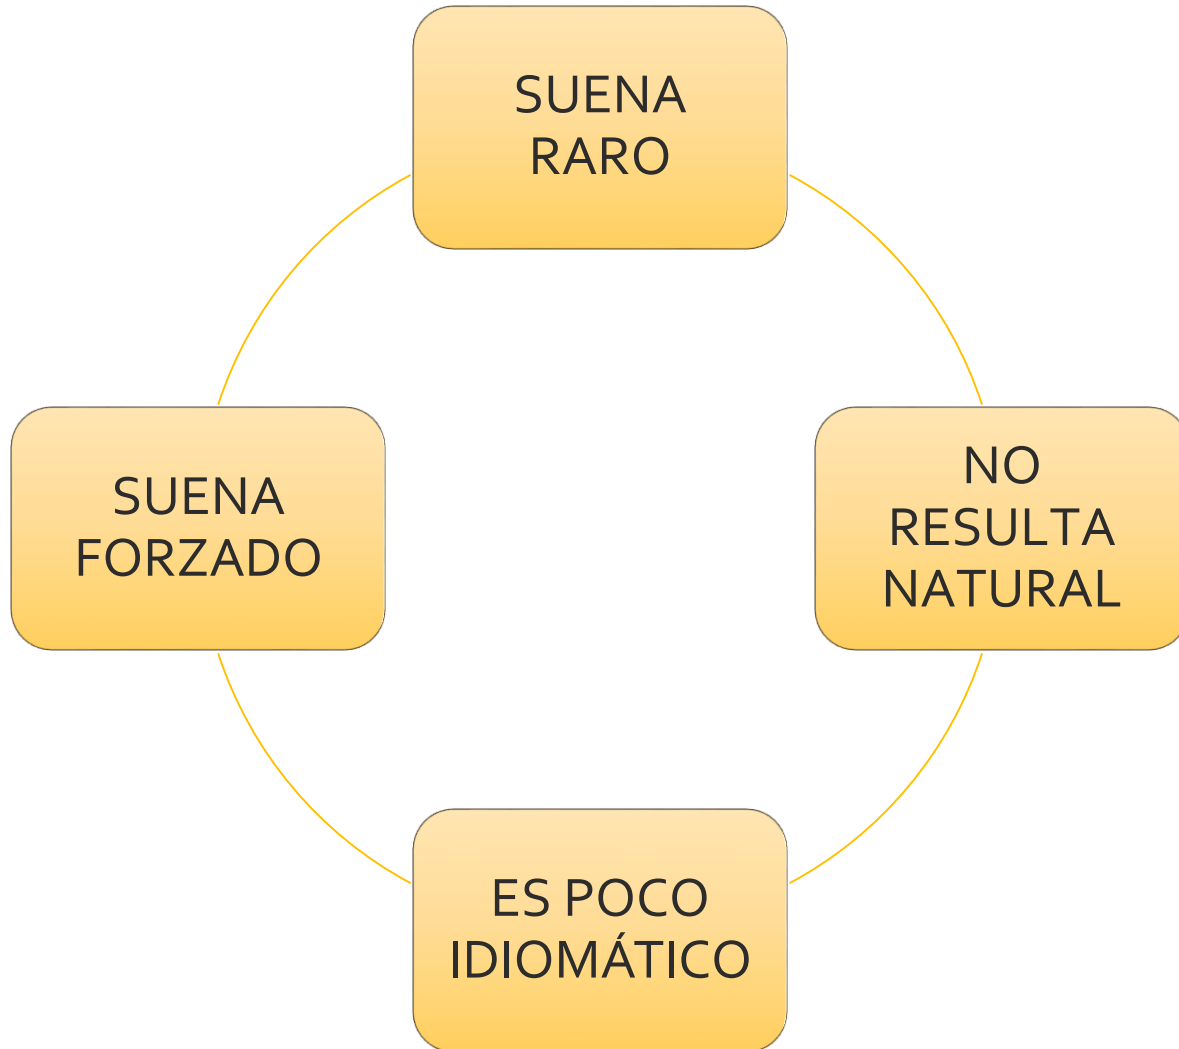 SUENA
RARO
NO
RESULTA
NATURAL
ES POCO
IDIOMÁTICO
SUENA
FORZADO